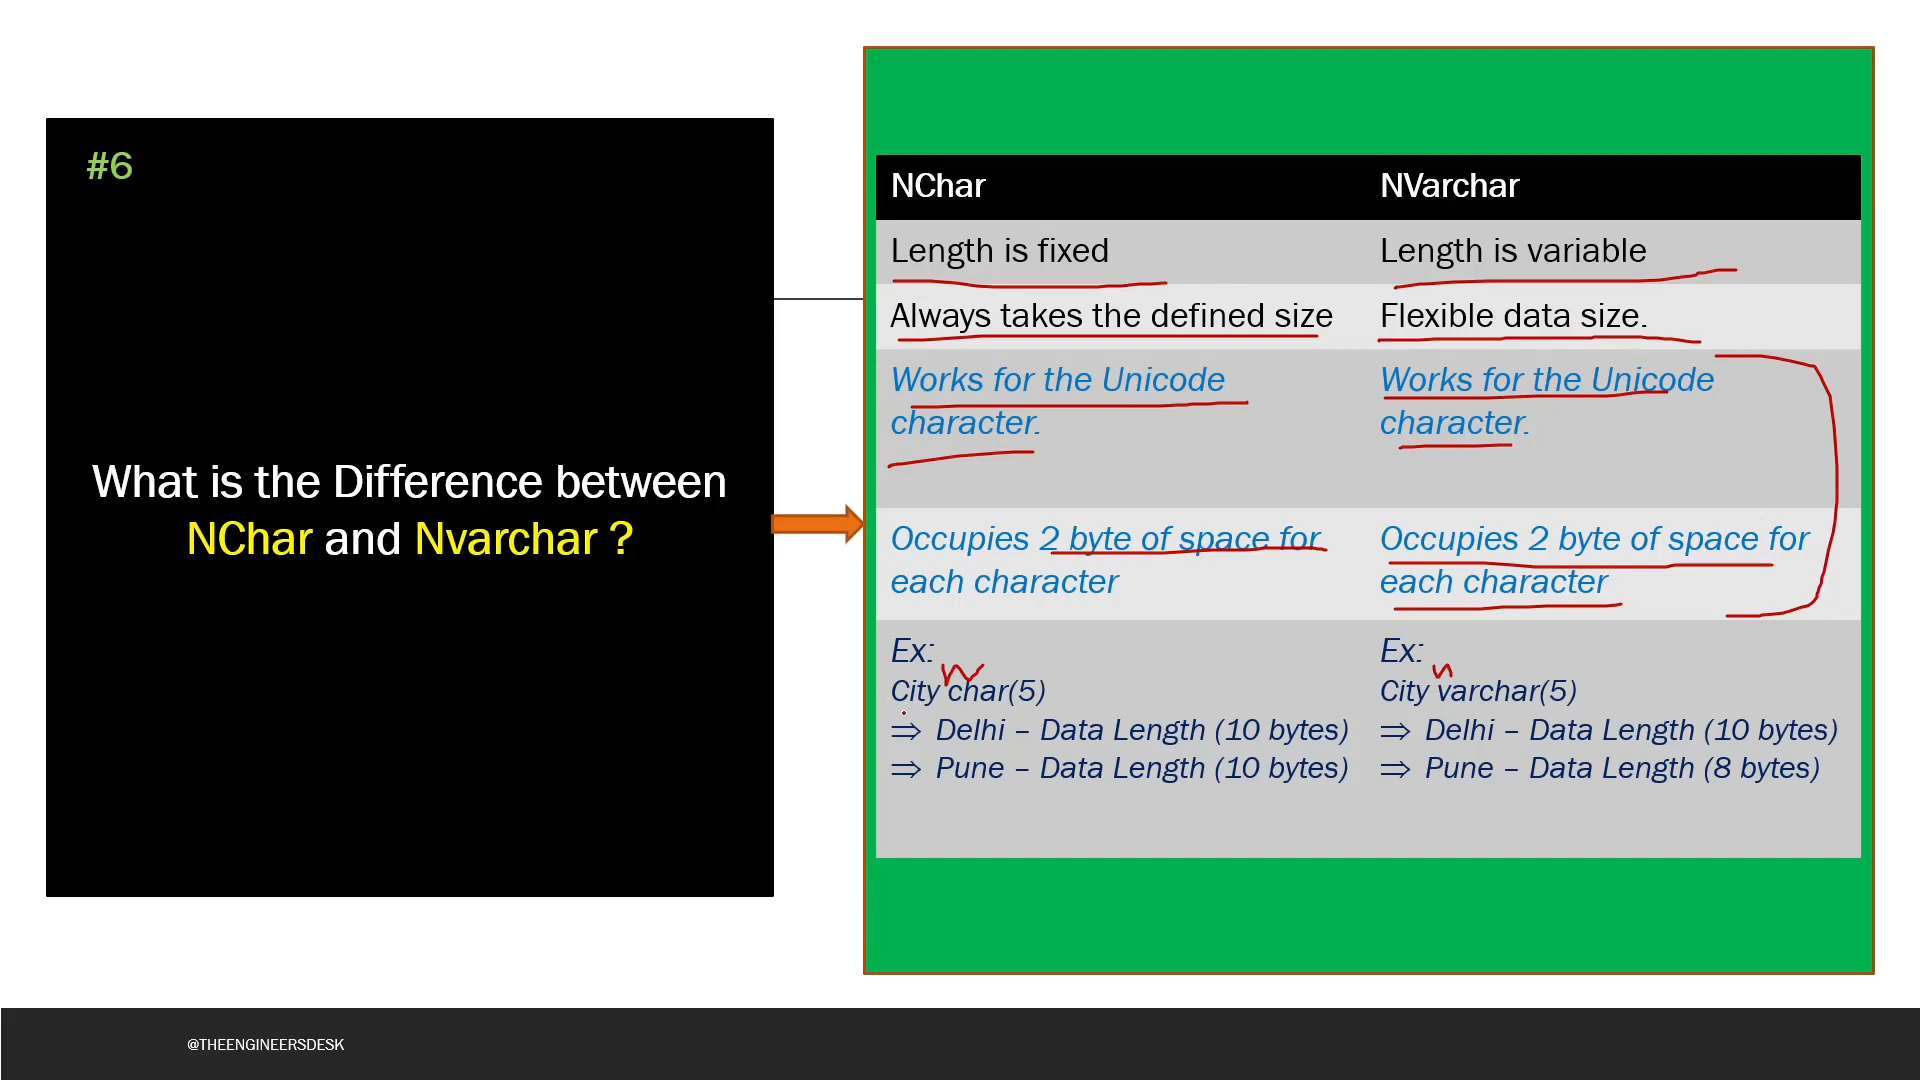 #6
What is the Difference between
NChar and Nvarchar ?
NChar NVarchar
Length is fixed Length is variable
Always takes the defined size Flexible data size.
Works for the Unicode Works for the Unicode
character. character.
Occupies 2 byte of space for Occupies 2 byte of space for
each character each character
Ex: Ex:
n n
City char(5) City varchar(5)
⇒ Delhi – Data Length (10 bytes) ⇒ Delhi – Data Length (10 bytes)
⇒ Pune – Data Length (10 bytes) ⇒ Pune – Data Length (8 bytes)
@THEENGINEERSDESK